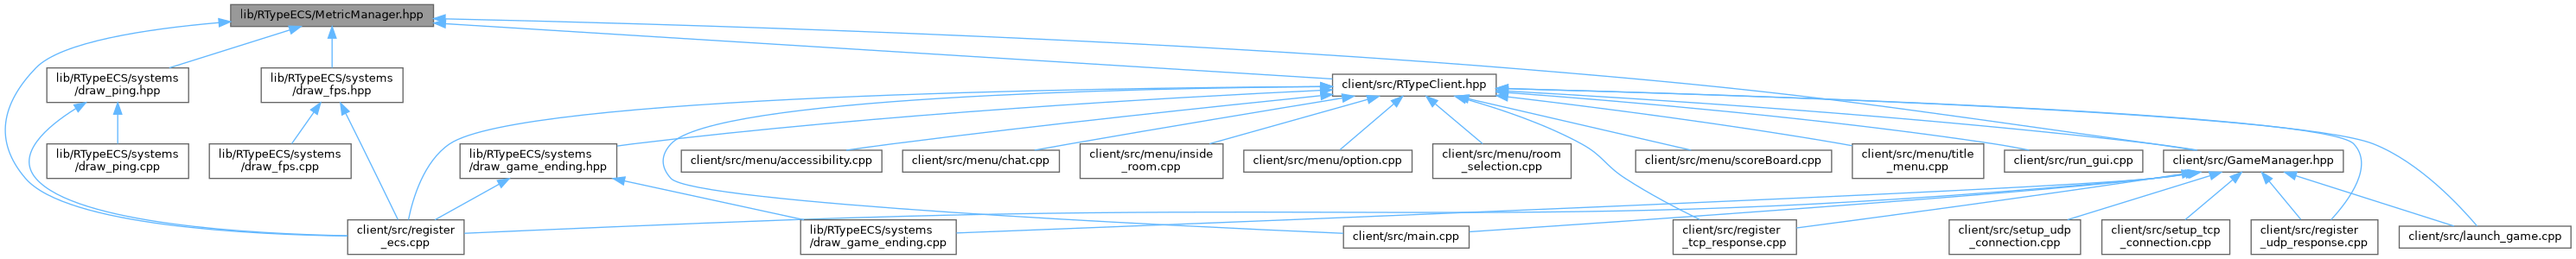 lib/RTypeECS/MetricManager.hpp
lib/RTypeECS/systems
/draw_ping.hpp
lib/RTypeECS/systems
/draw_fps.hpp
client/src/RTypeClient.hpp
lib/RTypeECS/systems
/draw_ping.cpp
lib/RTypeECS/systems
/draw_fps.cpp
lib/RTypeECS/systems
/draw_game_ending.hpp
client/src/menu/accessibility.cpp
client/src/menu/chat.cpp
client/src/menu/inside
_room.cpp
client/src/menu/option.cpp
client/src/menu/room
_selection.cpp
client/src/menu/scoreBoard.cpp
client/src/menu/title
_menu.cpp
client/src/run_gui.cpp
client/src/GameManager.hpp
client/src/register
_ecs.cpp
lib/RTypeECS/systems
/draw_game_ending.cpp
client/src/main.cpp
client/src/register
_tcp_response.cpp
client/src/setup_udp
_connection.cpp
client/src/setup_tcp
_connection.cpp
client/src/register
_udp_response.cpp
client/src/launch_game.cpp